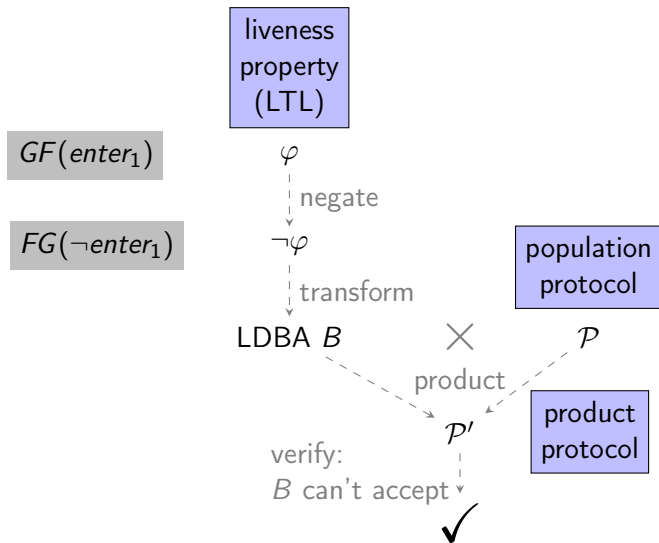 liveness
property
(LTL)
GF(enter₁)
φ
negate
FG(¬enter₁)
¬φ
population
protocol
transform
LDBA B
×
𝒫
product
product
protocol
𝒫′
verify:
B can't accept
✓